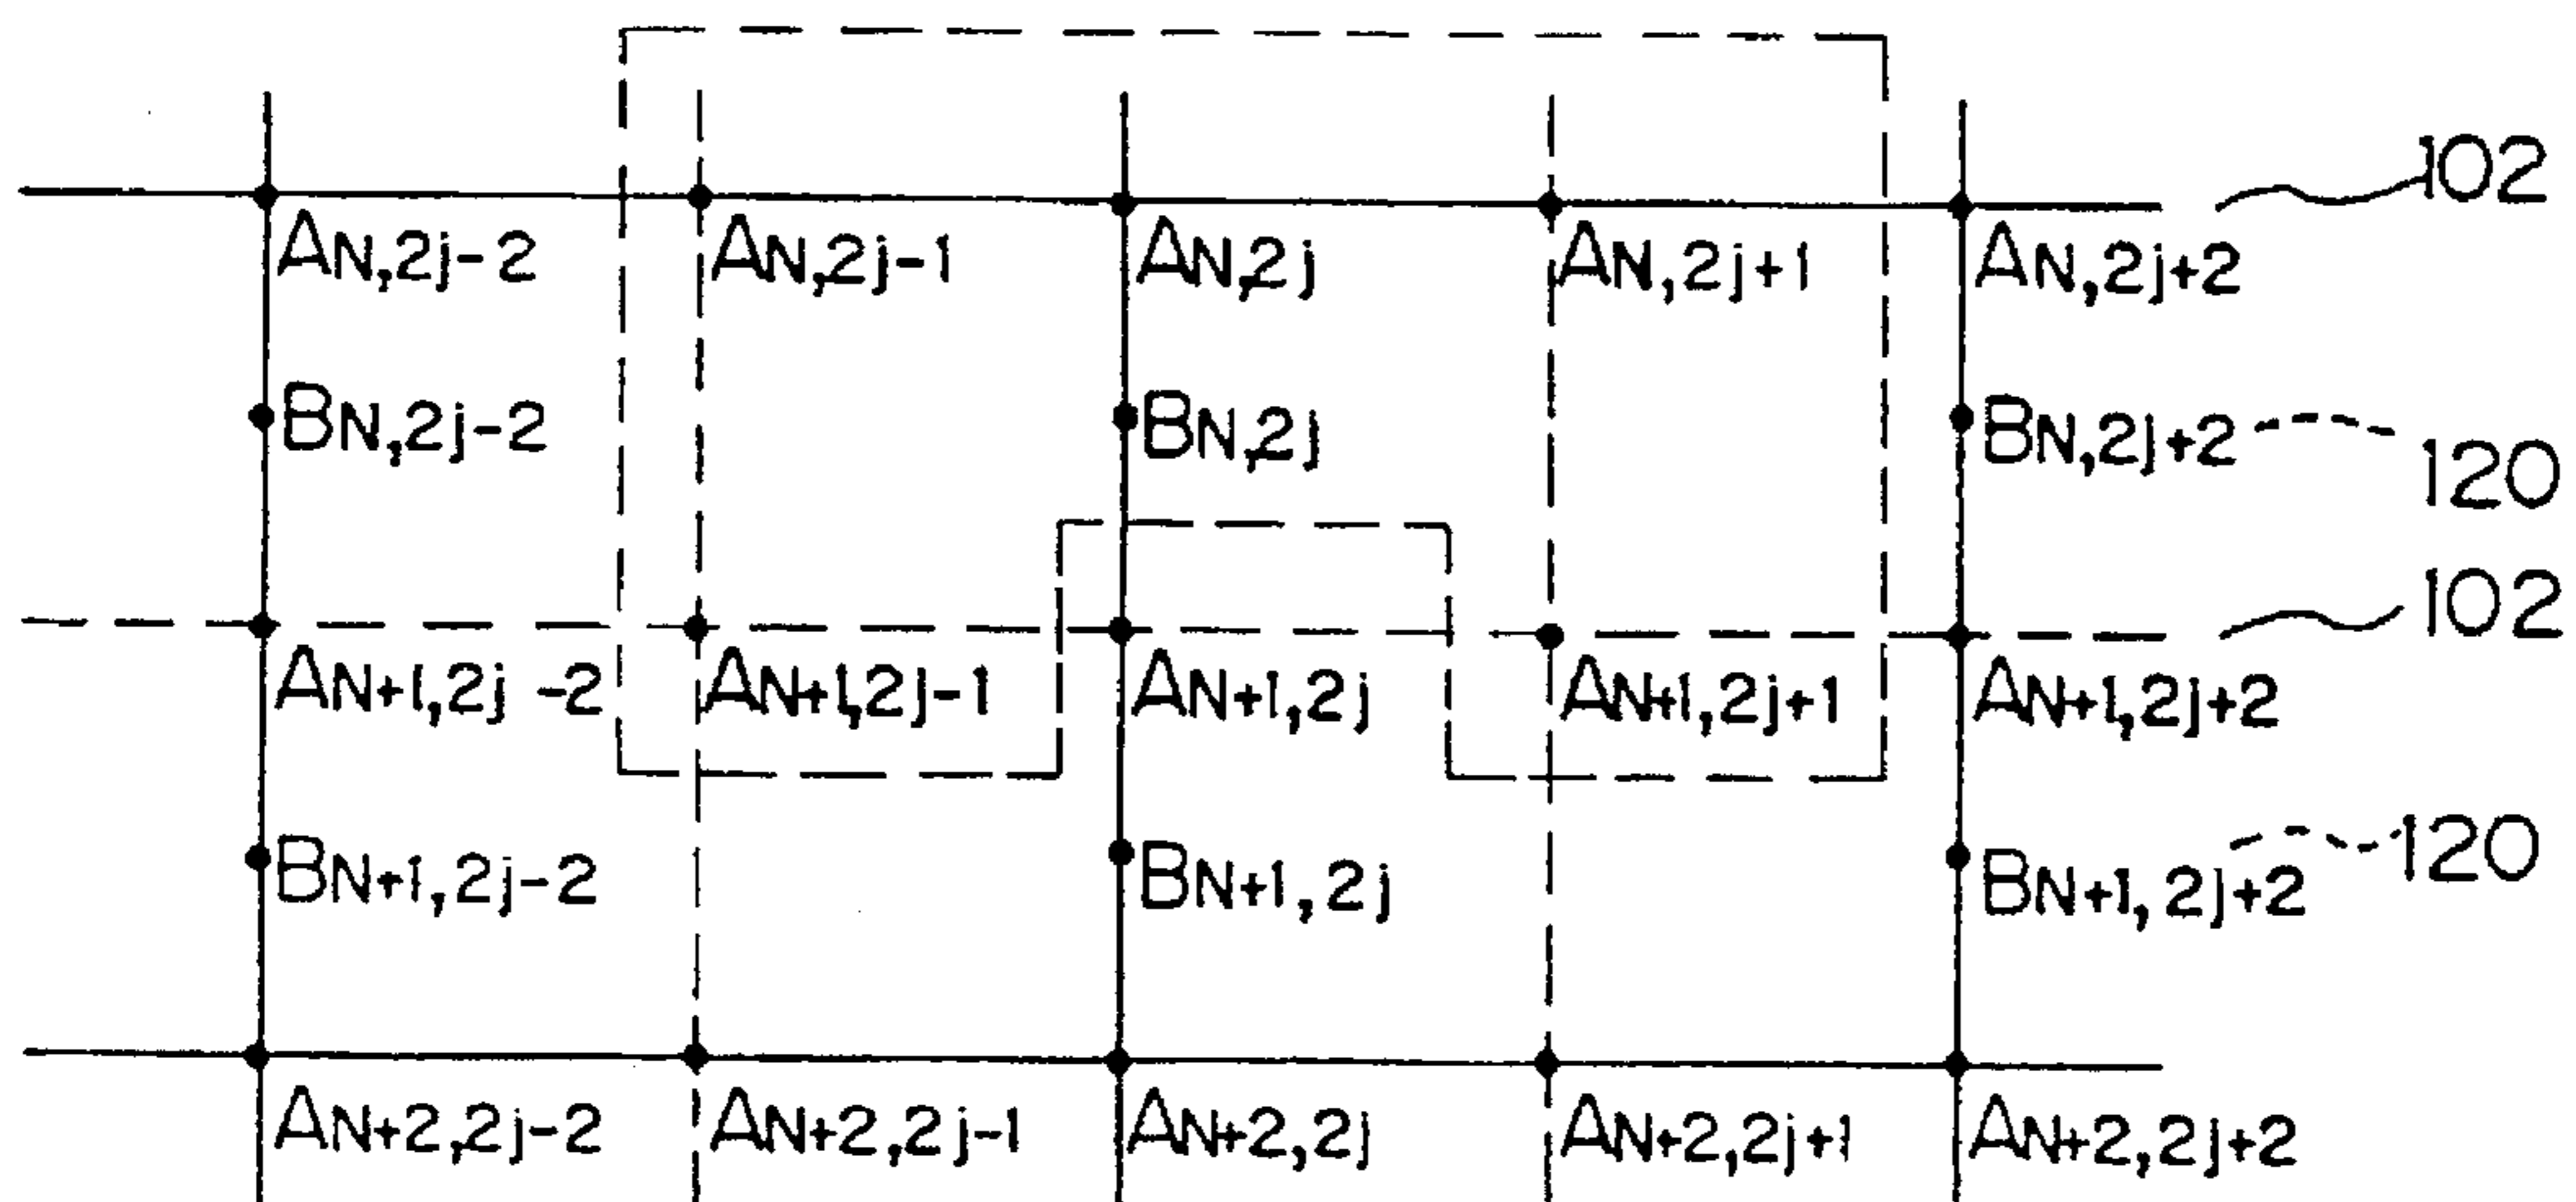 AN,2j-2 AN,2j-1 AN,2j AN,2j+1 AN,2j+2 102
BN,2j-2 BN,2j BN,2j+2 120
102
AN+1,2j-2 AN+1,2j-1 AN+1,2j AN+1,2j+1 AN+1,2j+2
BN+1,2j-2 BN+1,2j BN+1,2j+2 120
AN+2,2j-2 AN+2,2j-1 AN+2,2j AN+2,2j+1 AN+2,2j+2